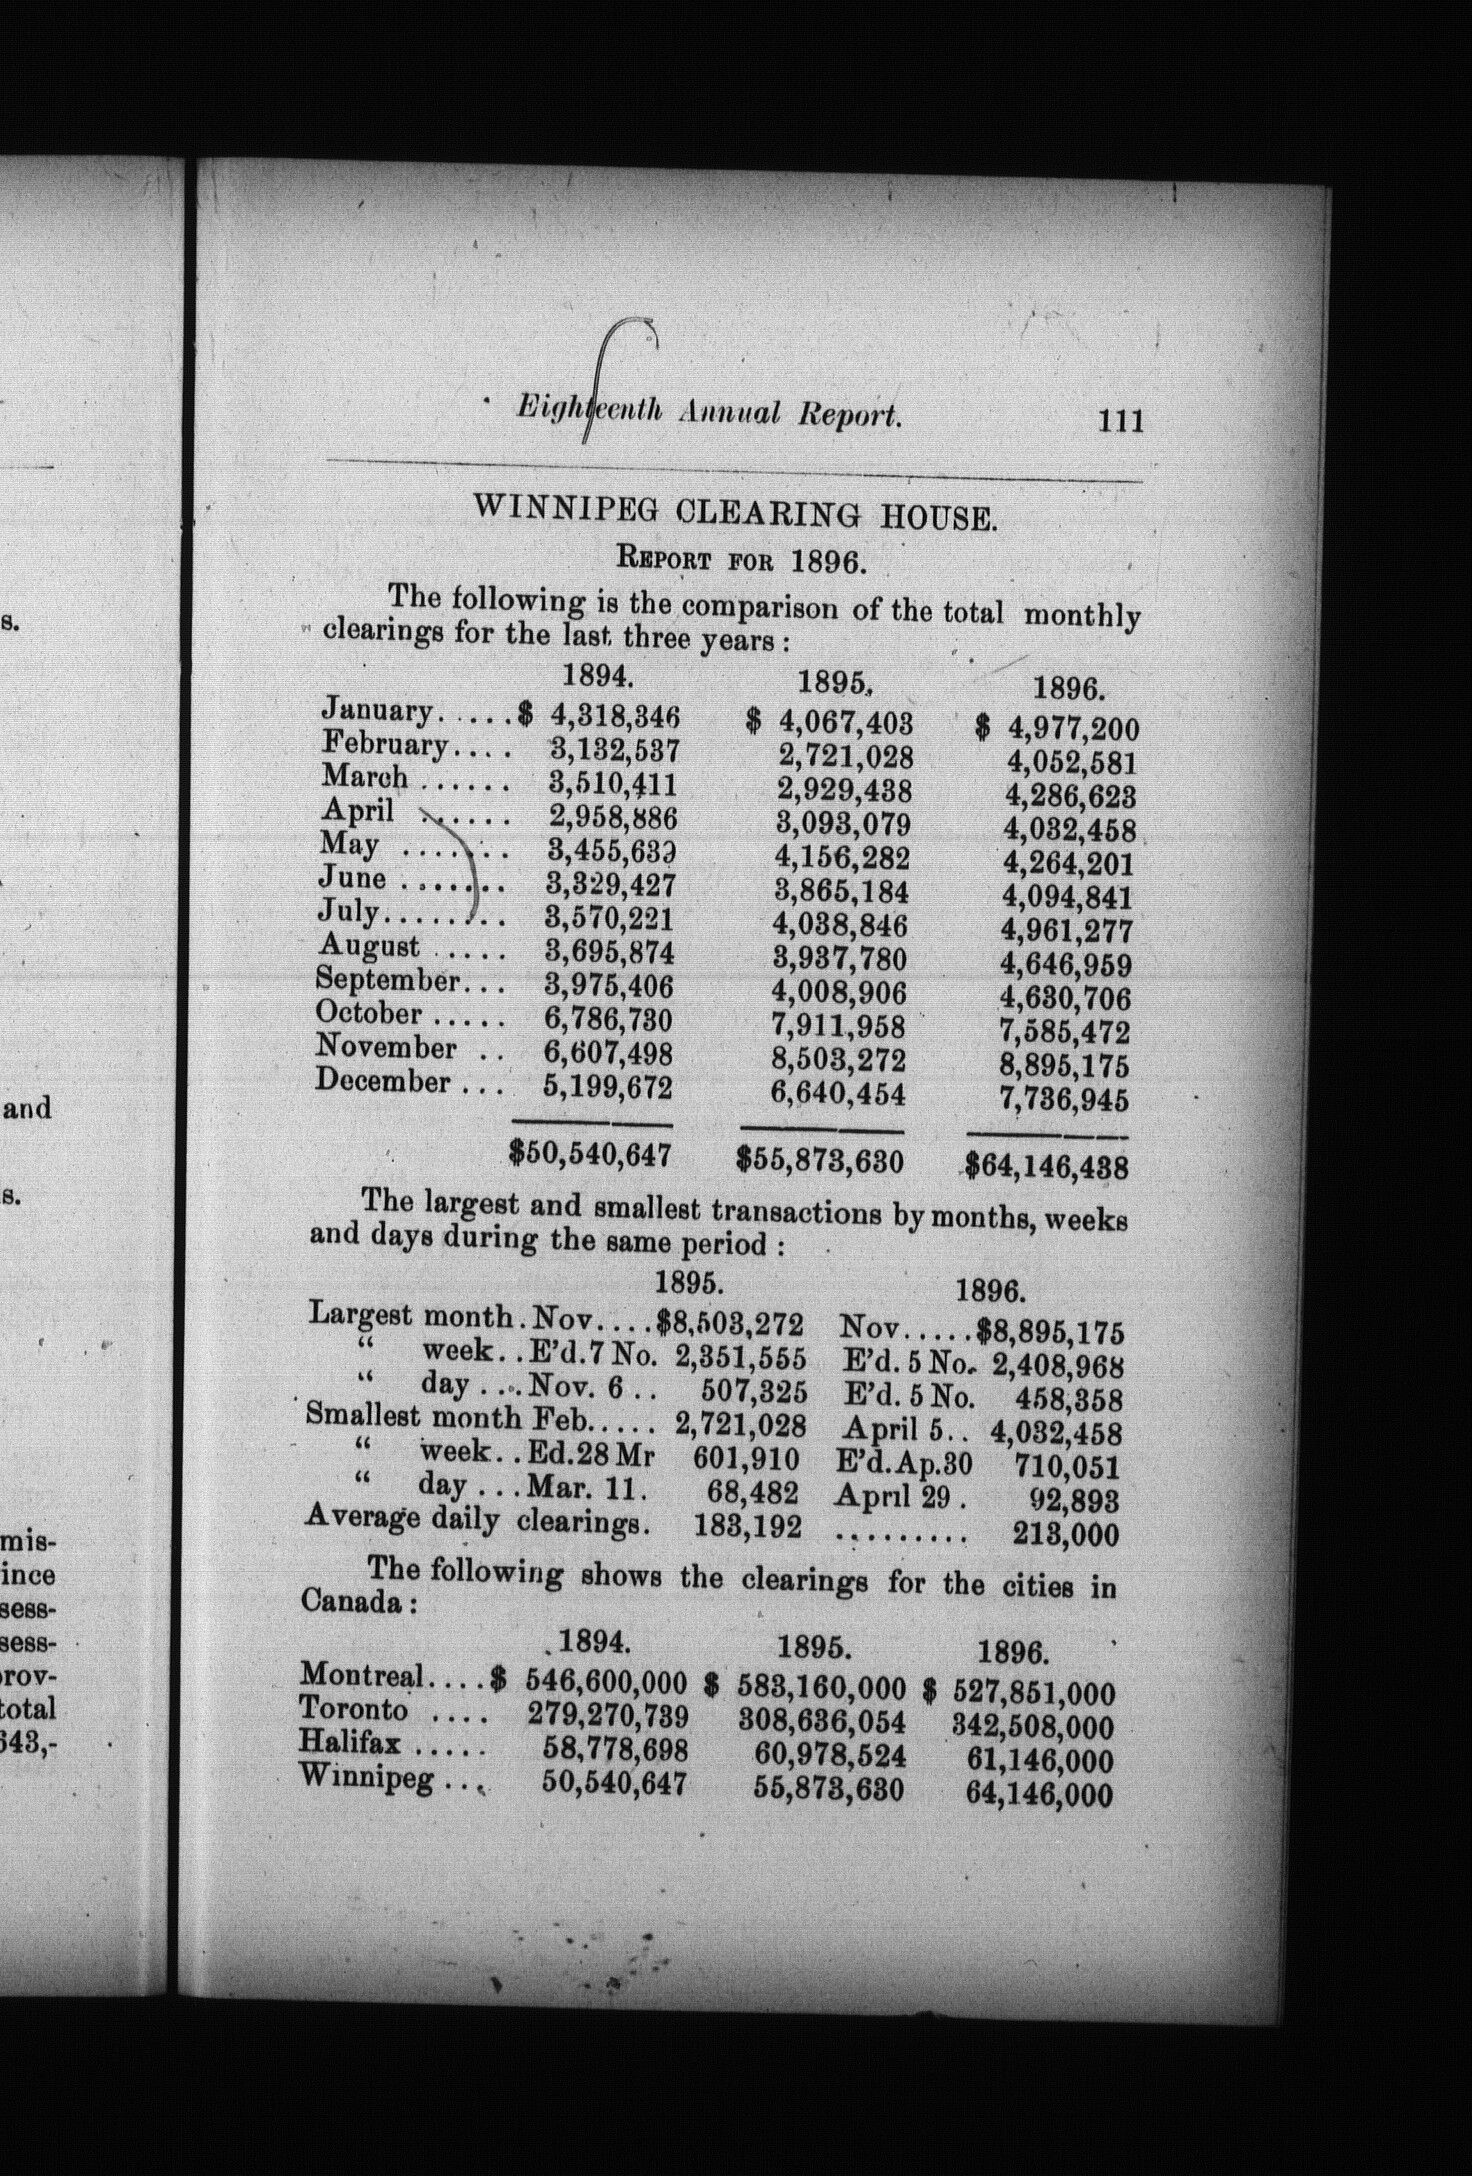 s.
and
s.
mis-
ince
sess-
sess-
prov-
total
643,-
Eighteenth Annual Report. 111
WINNIPEG CLEARING HOUSE.
REPORT FOR 1896.
The following is the comparison of the total monthly
clearings for the last three years :
1894. 1895. 1896.
January. . . . . $ 4,318,346 $ 4,067,403 $ 4,977,200
February. . . . 3,132,537 2,721,028 4,052,581
March . . . . . . 3,510,411 2,929,438 4,286,623
April . . . . . . 2,958,886 3,093,079 4,032,458
May . . . . . . . 3,455,639 4,156,282 4,264,201
June . . . . . . . 3,329,427 3,865,184 4,094,841
July. . . . . . . . 3,570,221 4,038,846 4,961,277
August . . . . . 3,695,874 3,937,780 4,646,959
September. . . 3,975,406 4,008,906 4,630,706
October . . . . . 6,786,730 7,911,958 7,585,472
November . . 6,607,498 8,503,272 8,895,175
December . . . 5,199,672 6,640,454 7,736,945
$50,540,647 $55,873,630 $64,146,438
The largest and smallest transactions by months, weeks
and days during the same period :
1895. 1896.
Largest month. Nov. . . . $8,503,272 Nov. . . . . $8,895,175
“ week. . E’d. 7 No. 2,351,555 E’d. 5 No. 2,408,968
“ day . . . Nov. 6 . . 507,325 E’d. 5 No. 458,358
Smallest month Feb. . . . . 2,721,028 April 5. . 4,032,458
“ week. . Ed. 28 Mr 601,910 E’d. Ap. 30 710,051
“ day . . . Mar. 11. 68,482 April 29 . 92,893
Average daily clearings. 183,192 . . . . . . . . . 213,000
The following shows the clearings for the cities in
Canada :
1894. 1895. 1896.
Montreal. . . . $ 546,600,000 $ 583,160,000 $ 527,851,000
Toronto . . . . 279,270,739 308,636,054 342,508,000
Halifax . . . . . 58,778,698 60,978,524 61,146,000
Winnipeg . . . 50,540,647 55,873,630 64,146,000